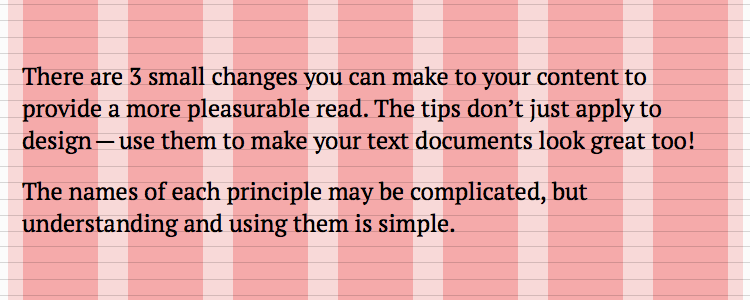 There are 3 small changes you can make to your content to
provide a more pleasurable read. The tips don’t just apply to
design — use them to make your text documents look great too!
The names of each principle may be complicated, but
understanding and using them is simple.